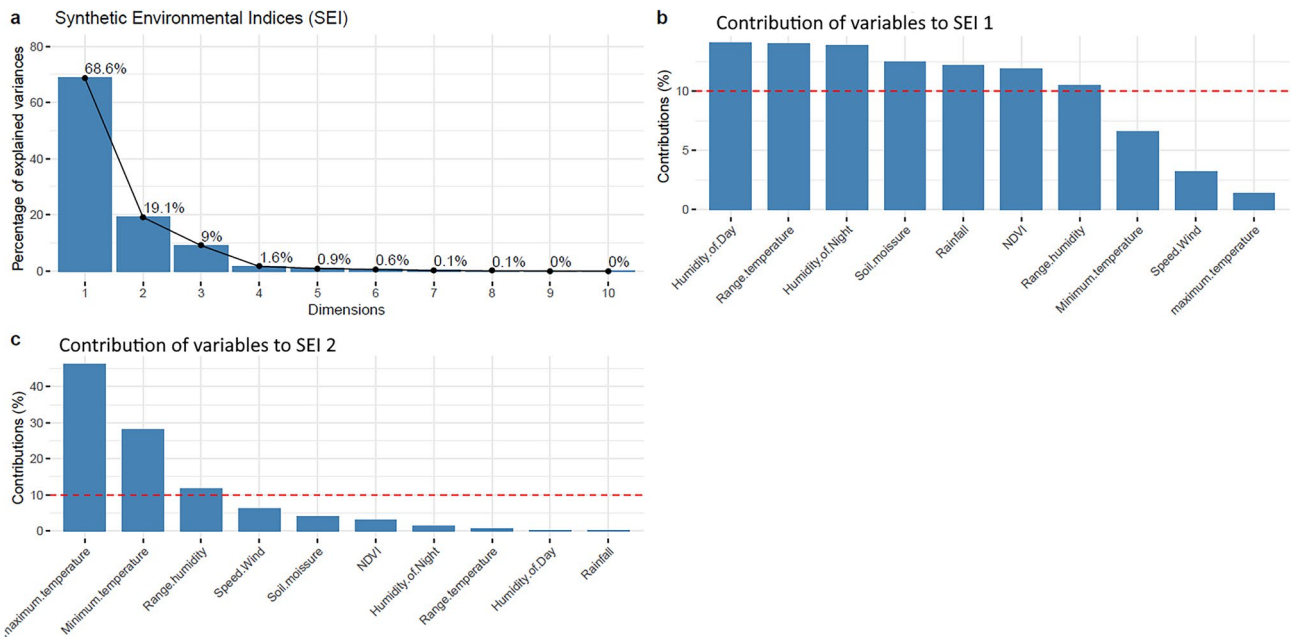 a Synthetic Environmental Indices (SEI)
Percentage of explained variances
80
60
40
20
0
68.6%
19.1%
9%
1.6%
0.9%
0.6%
0.1%
0.1%
0%
0%
1 2 3 4 5 6 7 8 9 10
Dimensions
b Contribution of variables to SEI 1
Contributions (%)
10
5
0
Humidity.of.Day
Range.temperature
Humidity.of.Night
Soil.moissure
Rainfall
NDVI
Range.humidity
Minimum.temperature
Speed.Wind
maximum.temperature
c Contribution of variables to SEI 2
Contributions (%)
40
30
20
10
0
maximum.temperature
Minimum.temperature
Range.humidity
Speed.Wind
Soil.moissure
NDVI
Humidity.of.Night
Range.temperature
Humidity.of.Day
Rainfall